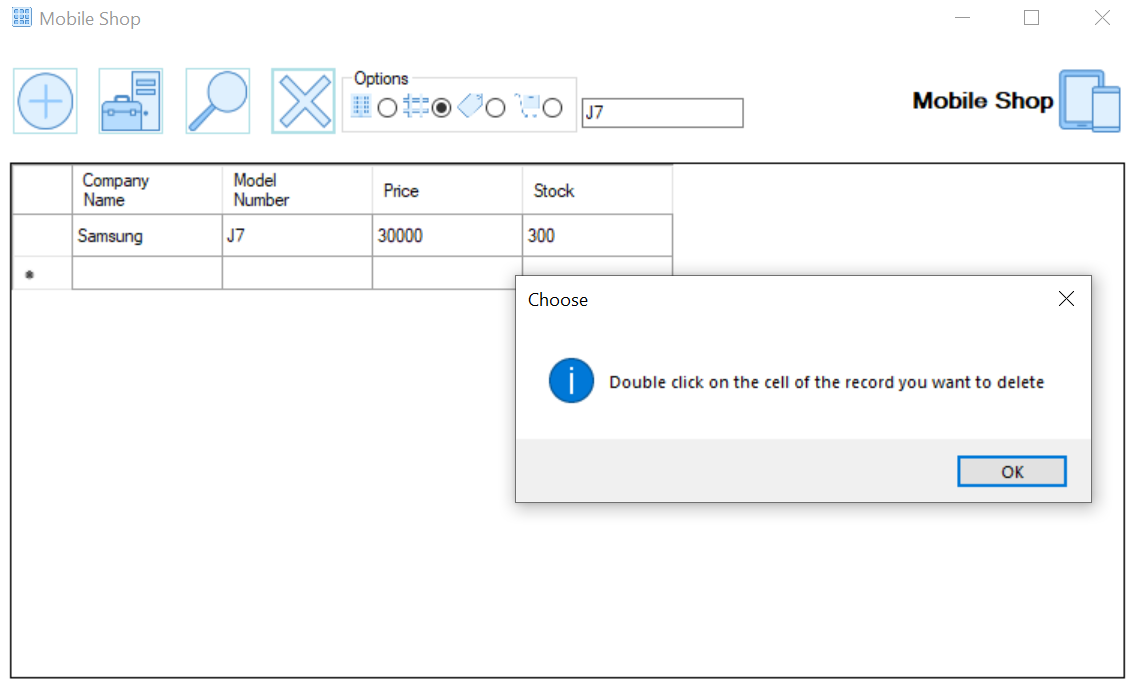 Mobile Shop
Options
J7
Mobile Shop
Company
Name
Model
Number
Price
Stock
Samsung
J7
30000
300
*
Choose
Double click on the cell of the record you want to delete
OK